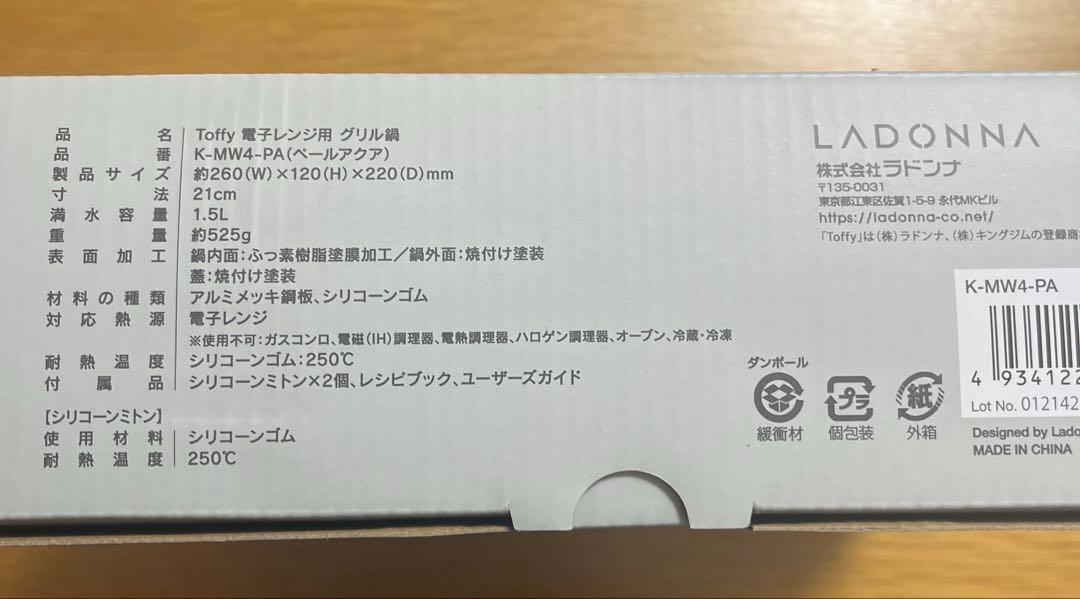 品名 Toffy 電子レンジ用 グリル鍋
品番 K-MW4-PA(ペールアクア)
製品サイズ 約260(W)×120(H)×220(D)mm
寸法 21cm
満水容量 1.5L
重量 約525g
表面加工 鍋内面:ふっ素樹脂塗膜加工/鍋外面:焼付け塗装
蓋:焼付け塗装
材料の種類 アルミメッキ鋼板、シリコーンゴム
対応熱源 電子レンジ
※使用不可:ガスコンロ、電磁(IH)調理器、電熱調理器、ハロゲン調理器、オーブン、冷蔵・冷凍
耐熱温度 シリコーンゴム:250℃
付属品 シリコーンミトン×2個、レシピブック、ユーザーズガイド
【シリコーンミトン】
使用材料 シリコーンゴム
耐熱温度 250℃
LADONNA
株式会社ラドンナ
〒135-0031
東京都江東区佐賀1-5-9 永代MKビル
https://ladonna-co.net/
「Toffy」は(株)ラドンナ、(株)キングジムの登録商
K-MW4-PA
4 934122
Lot No. 012142
ダンボール
プラ
紙
緩衝材 個包装 外箱
Designed by Lado
MADE IN CHINA